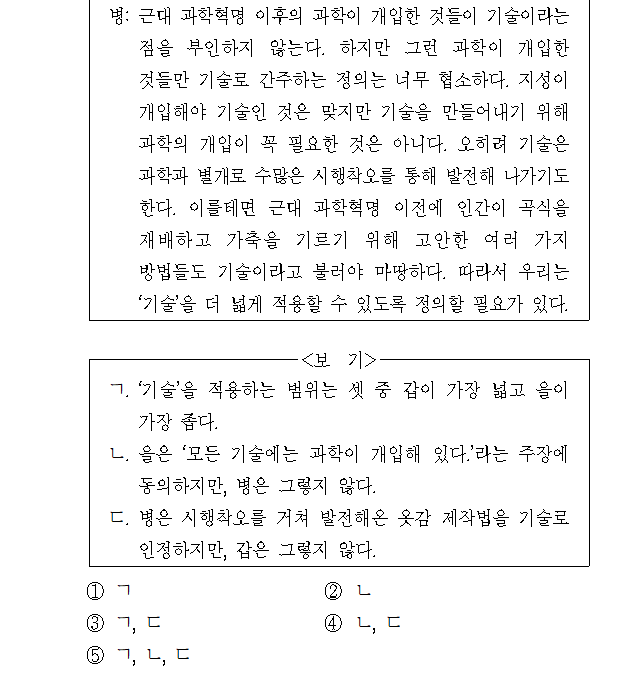 병: 근대 과학혁명 이후의 과학이 개입한 것들이 기술이라는
점을 부인하지 않는다. 하지만 그런 과학이 개입한
것들만 기술로 간주하는 정의는 너무 협소하다. 지성이
개입해야 기술인 것은 맞지만 기술을 만들어내기 위해
과학의 개입이 꼭 필요한 것은 아니다. 오히려 기술은
과학과 별개로 수많은 시행착오를 통해 발전해 나가기도
한다. 이를테면 근대 과학혁명 이전에 인간이 곡식을
재배하고 가축을 기르기 위해 고안한 여러 가지
방법들도 기술이라고 불러야 마땅하다. 따라서 우리는
‘기술’을 더 넓게 적용할 수 있도록 정의할 필요가 있다.
<보 기>
ㄱ. ‘기술’을 적용하는 범위는 셋 중 갑이 가장 넓고 을이
가장 좁다.
ㄴ. 을은 ‘모든 기술에는 과학이 개입해 있다.’라는 주장에
동의하지만, 병은 그렇지 않다.
ㄷ. 병은 시행착오를 거쳐 발전해온 옷감 제작법을 기술로
인정하지만, 갑은 그렇지 않다.
① ㄱ ② ㄴ
③ ㄱ, ㄷ ④ ㄴ, ㄷ
⑤ ㄱ, ㄴ, ㄷ